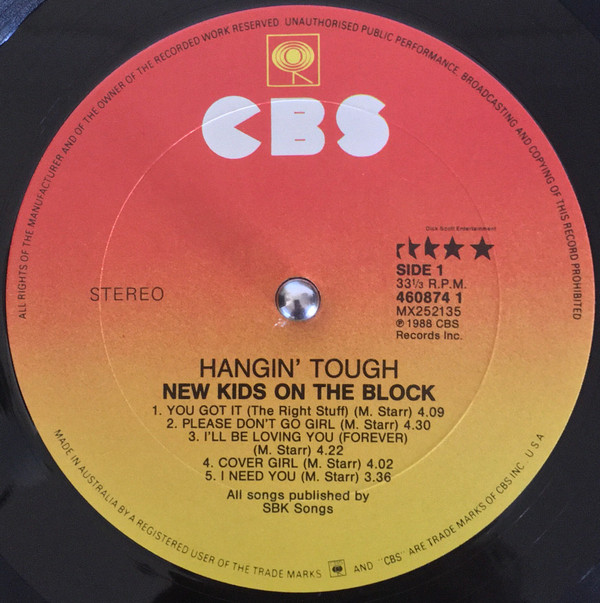 ALL RIGHTS OF THE MANUFACTURER AND OF THE OWNER OF THE RECORDED WORK RESERVED UNAUTHORISED PUBLIC PERFORMANCE, BROADCASTING AND COPYING OF THIS RECORD PROHIBITED
CBS
Dick Scott Entertainment
STEREO
SIDE 1
33⅓ R.P.M.
460874 1
MX252135
℗ 1988 CBS
Records Inc.
HANGIN' TOUGH
NEW KIDS ON THE BLOCK
1. YOU GOT IT (The Right Stuff) (M. Starr) 4.09
2. PLEASE DON'T GO GIRL (M. Starr) 4.30
3. I'LL BE LOVING YOU (FOREVER)
(M. Starr) 4.22
4. COVER GIRL (M. Starr) 4.02
5. I NEED YOU (M. Starr) 3.36
All songs published by
SBK Songs
MADE IN AUSTRALIA BY A REGISTERED USER OF THE TRADE MARKS AND "CBS" ARE TRADE MARKS OF CBS INC. U.S.A